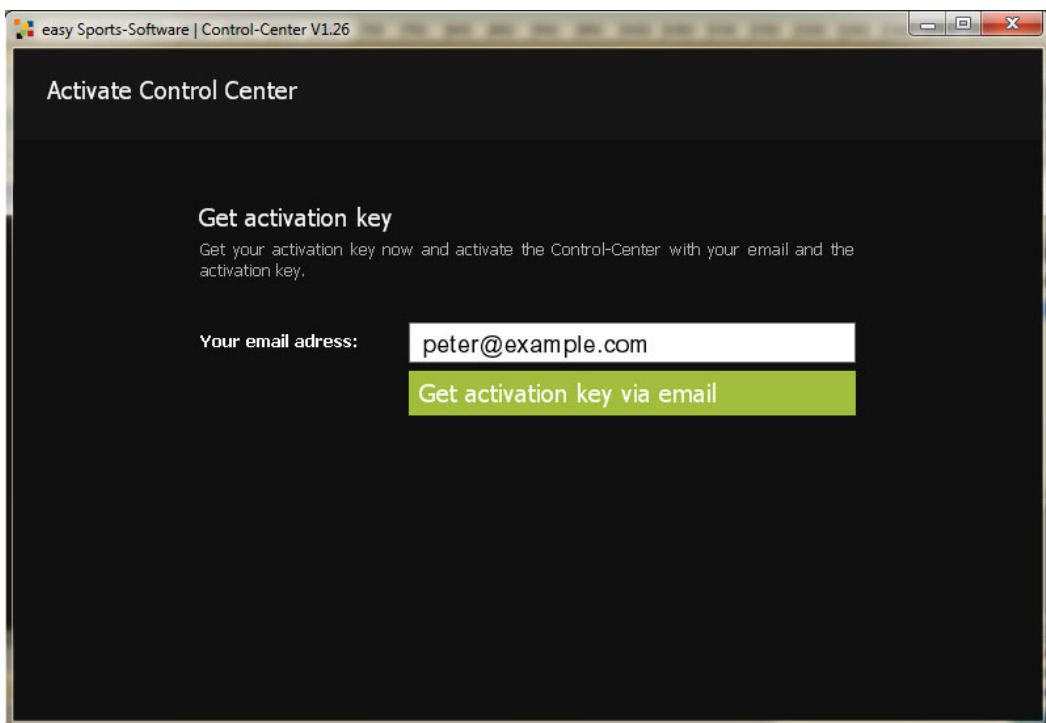 easy Sports-Software | Control-Center V1.26
Activate Control Center
Get activation key
Get your activation key now and activate the Control-Center with your email and the
activation key.
Your email adress:
peter@example.com
Get activation key via email